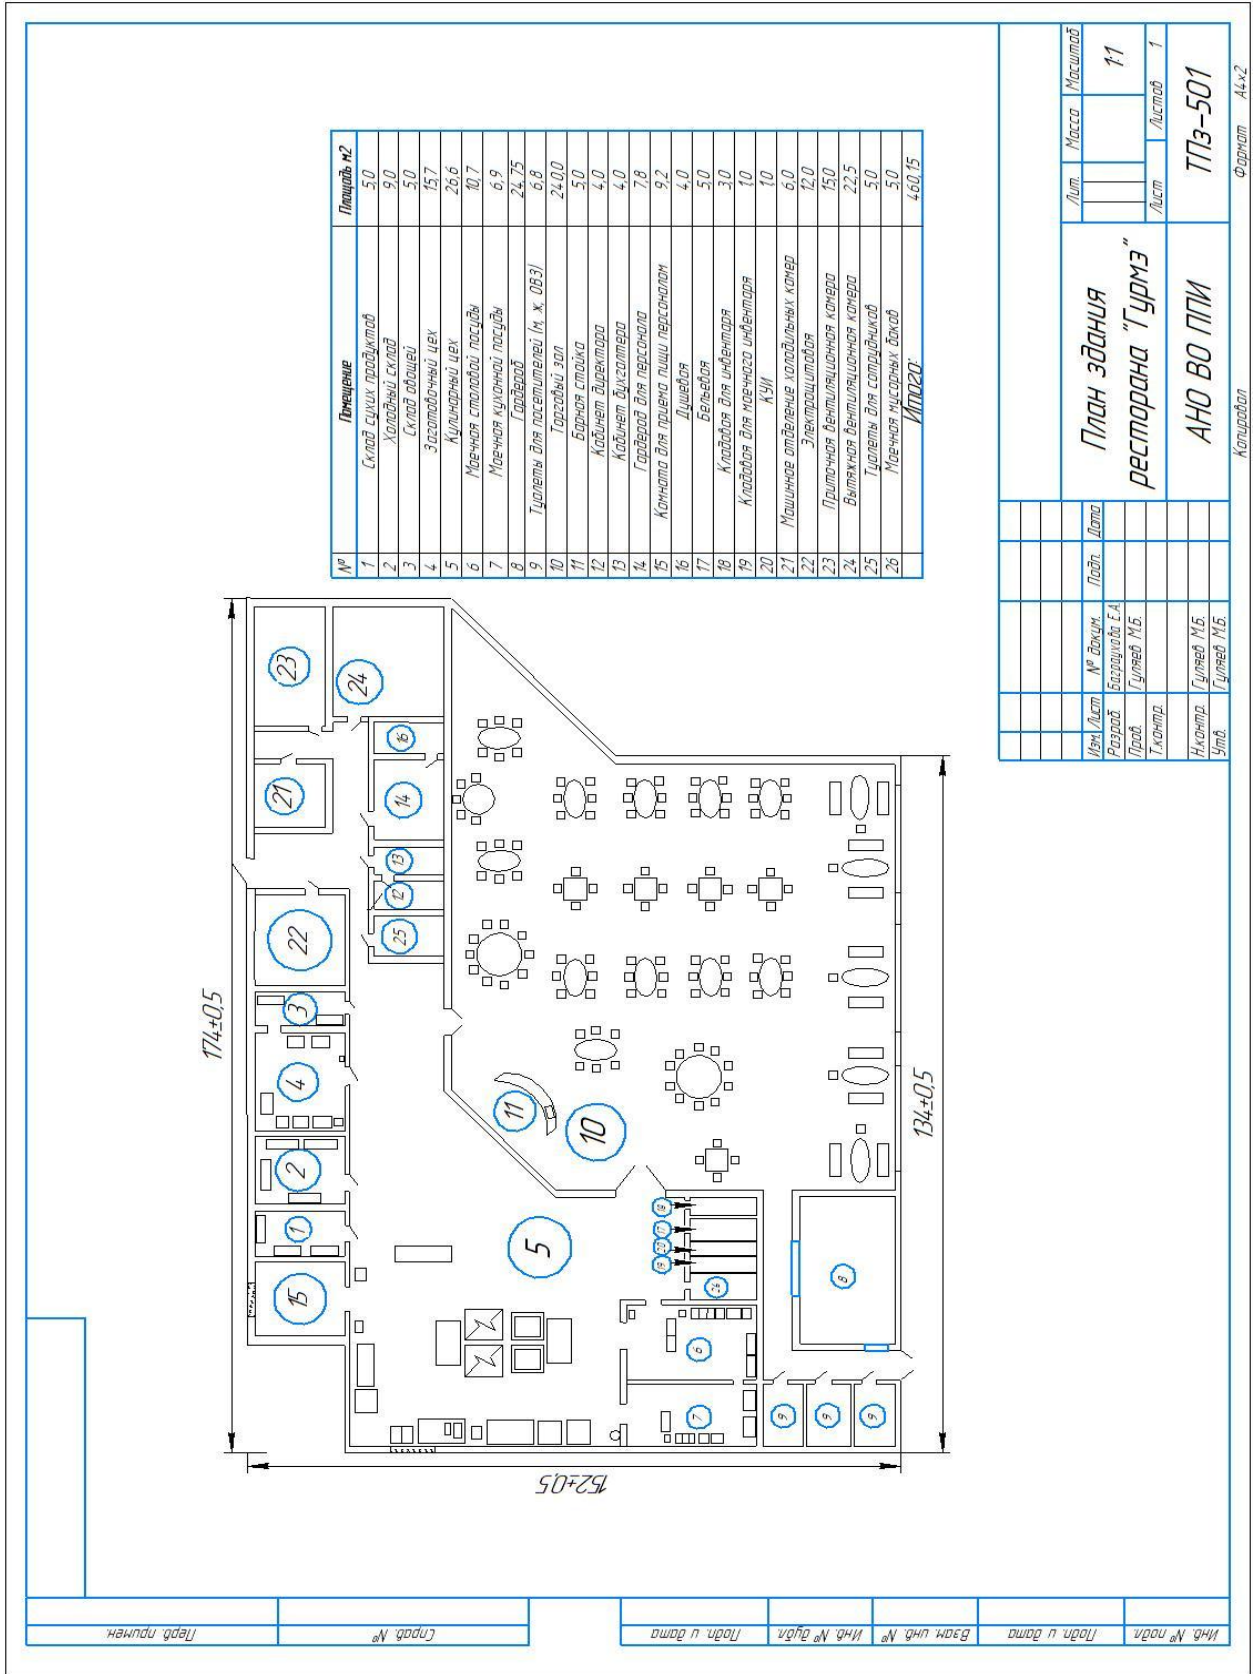 № Помещение Площадь м2
1 Склад сухих продуктов 5,0
2 Холодный склад 9,0
3 Склад овощей 5,0
4 Заготовочный цех 15,7
5 Кулинарный цех 26,6
6 Моечная столовой посуды 10,7
7 Моечная кухонной посуды 6,9
8 Гардероб 24,75
9 Туалеты для посетителей (м, ж, ОВЗ) 6,8
10 Торговый зал 240,0
11 Барная стойка 5,0
12 Кабинет директора 4,0
13 Кабинет бухгалтера 4,0
14 Гардероб для персонала 7,8
15 Комната для приема пищи персоналом 9,2
16 Душевая 4,0
17 Бельевая 5,0
18 Кладовая для инвентаря 3,0
19 Кладовая для моечного инвентаря 1,0
20 КУИ 1,0
21 Машинное отделение холодильных камер 6,0
22 Электрощитовая 12,0
23 Приточная вентиляционная камера 15,0
24 Вытяжная вентиляционная камера 22,5
25 Туалеты для сотрудников 5,0
26 Моечная мусорных баков 5,0
Итого: 460,15
174±0,5
152±0,5
134±0,5
15
1
2
4
3
22
21
23
24
25
12
13
14
16
5
11
10
19
20
17
18
26
6
7
8
9
9
9
Изм. Лист № докум. Подп. Дата
Разраб. Баграухова Е.А.
Пров. Гуляев М.Б.
Т.контр.
Н.контр. Гуляев М.Б.
Утв. Гуляев М.Б.
План здания
ресторана "Гурмэ"
Лит. Масса Масштаб
1:1
Лист Листов 1
АНО ВО ППИ
ТПз-501
Копировал
Формат А4х2
Перв. примен.
Справ. №
Подп. и дата
Инв. № дубл.
Взам. инв. №
Подп. и дата
Инв. № подл.